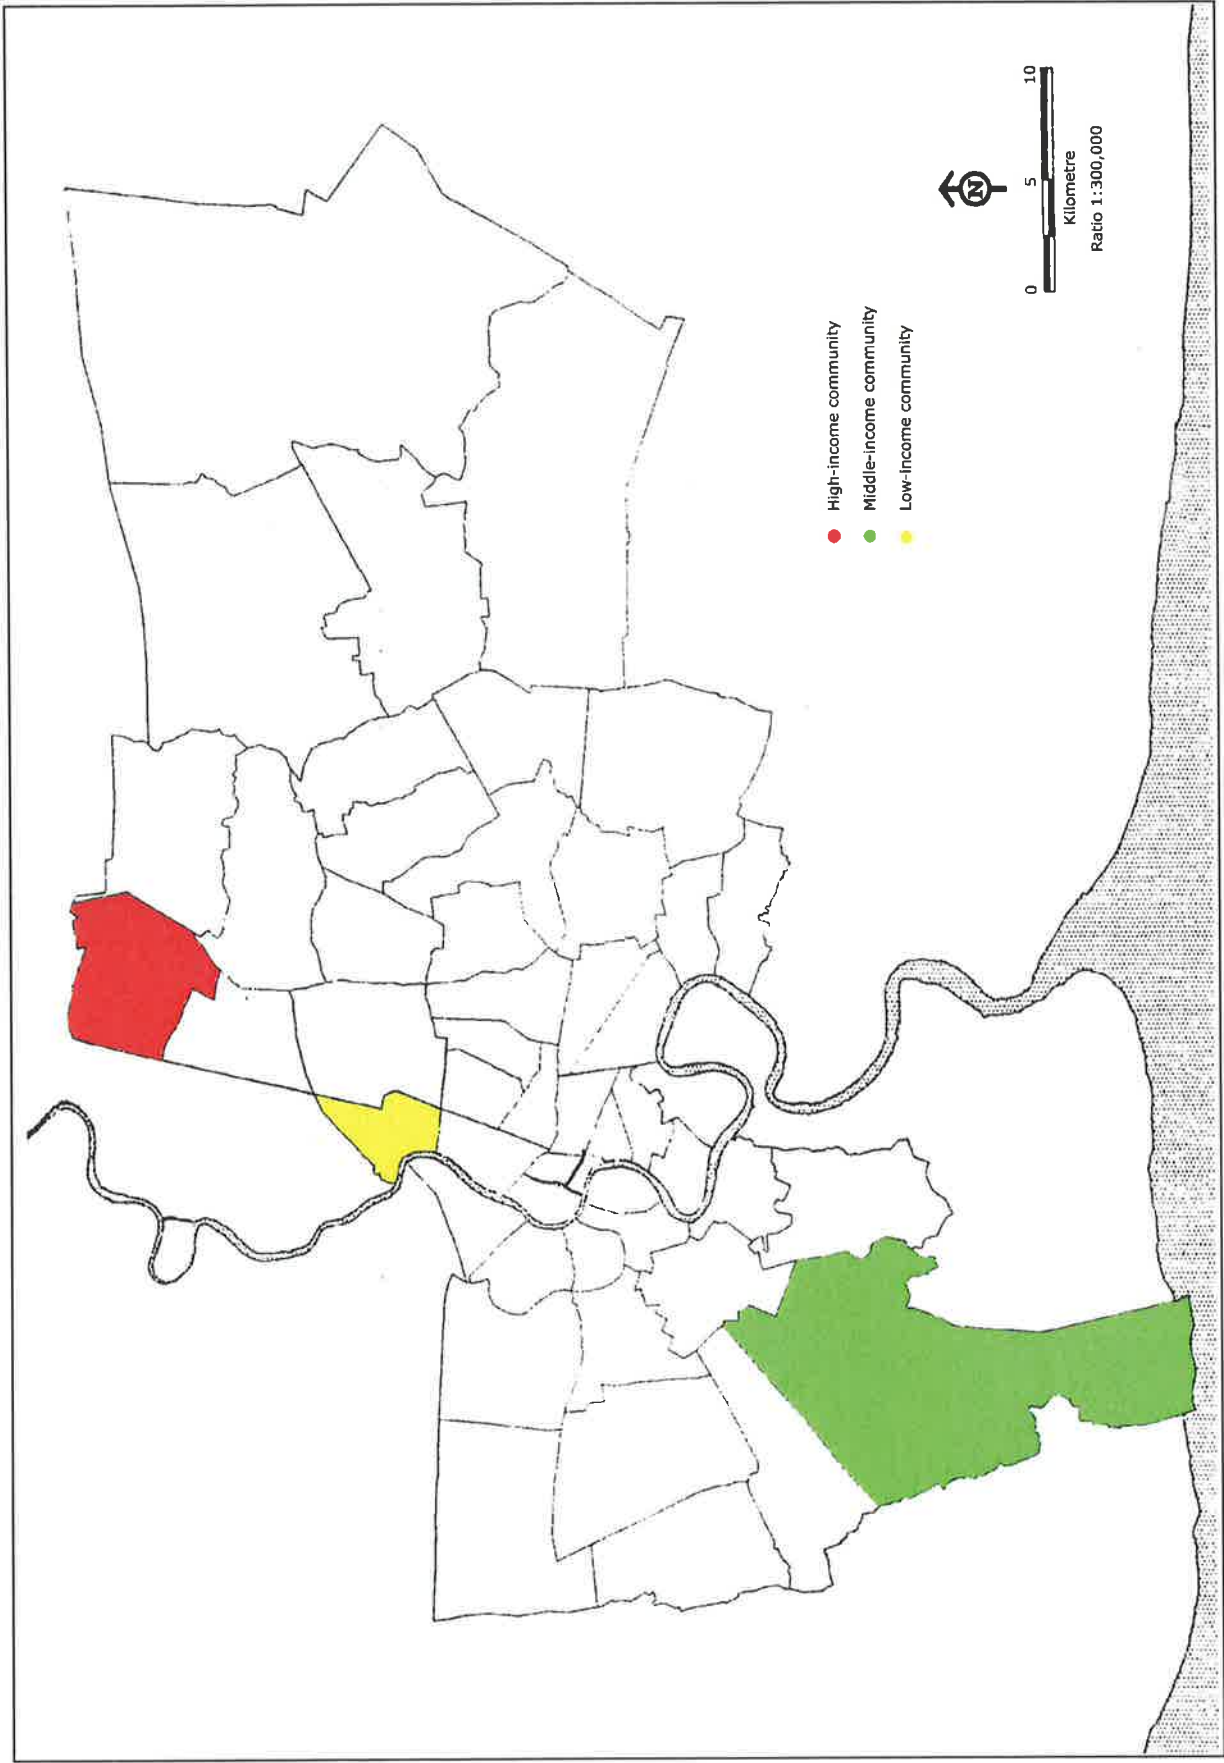 N
0 5 10
Kilometre
Ratio 1:300,000
High-income community
Middle-income community
Low-income community